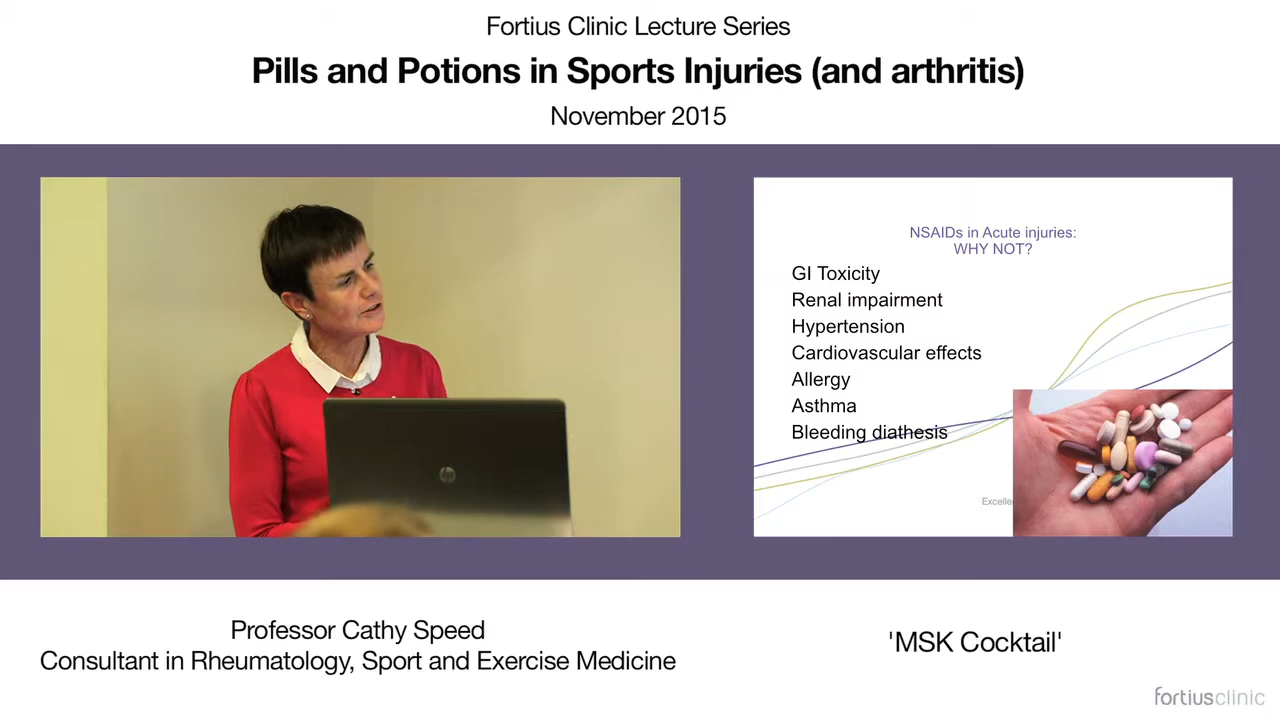 Fortius Clinic Lecture Series
Pills and Potions in Sports Injuries (and arthritis)
November 2015
NSAIDs in Acute injuries:
WHY NOT?
GI Toxicity
Renal impairment
Hypertension
Cardiovascular effects
Allergy
Asthma
Bleeding diathesis
hp
Professor Cathy Speed
Consultant in Rheumatology, Sport and Exercise Medicine
'MSK Cocktail'
fortiusclinic